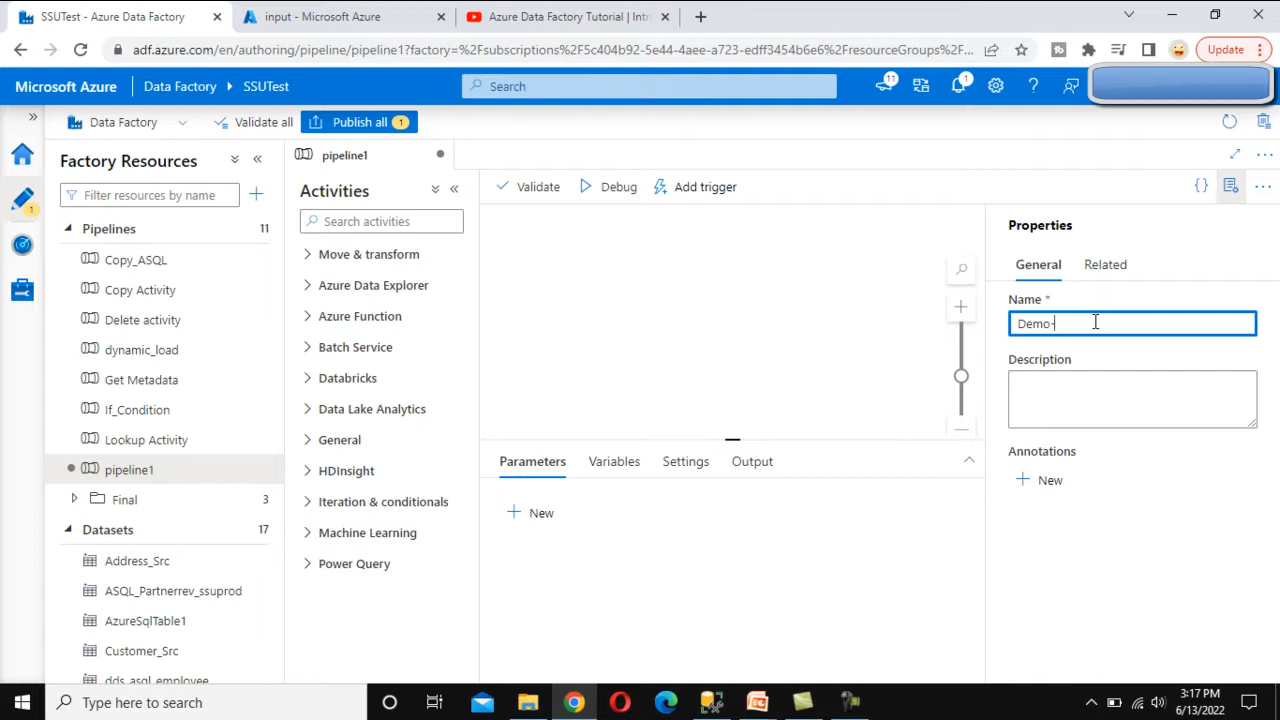 SSUTest - Azure Data Factory
input - Microsoft Azure
Azure Data Factory Tutorial | Intr
adf.azure.com/en/authoring/pipeline/pipeline1?factory=%2Fsubscriptions%2F5c404b92-5e44-4aee-a723-edff3454b6e6%2FresourceGroups%2F...
Update
Microsoft Azure
Data Factory
SSUTest
Search
11
1
Data Factory
Validate all
Publish all 1
Factory Resources
Filter resources by name
Pipelines 11
Copy_ASQL
Copy Activity
Delete activity
dynamic_load
Get Metadata
If_Condition
Lookup Activity
pipeline1
Final 3
Datasets 17
Address_Src
ASQL_Partnerrev_ssuprod
AzureSqlTable1
Customer_Src
dds_asql_employee
1
pipeline1
Activities
Search activities
Move & transform
Azure Data Explorer
Azure Function
Batch Service
Databricks
Data Lake Analytics
General
HDInsight
Iteration & conditionals
Machine Learning
Power Query
Validate
Debug
Add trigger
Parameters
Variables
Settings
Output
New
Properties
General
Related
Name *
Demo-
Description
Annotations
New
Type here to search
3:17 PM
6/13/2022